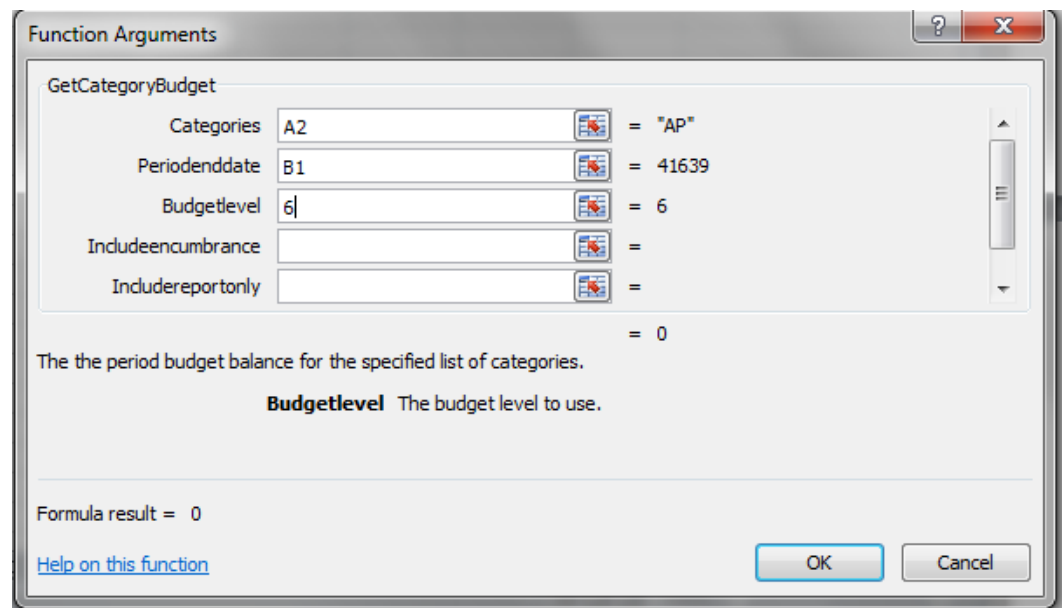 Function Arguments
GetCategoryBudget
Categories A2 = "AP"
Periodenddate B1 = 41639
Budgetlevel 6 = 6
Includeencumbrance =
Includereportonly =
= 0
The the period budget balance for the specified list of categories.
Budgetlevel The budget level to use.
Formula result = 0
Help on this function
OK Cancel